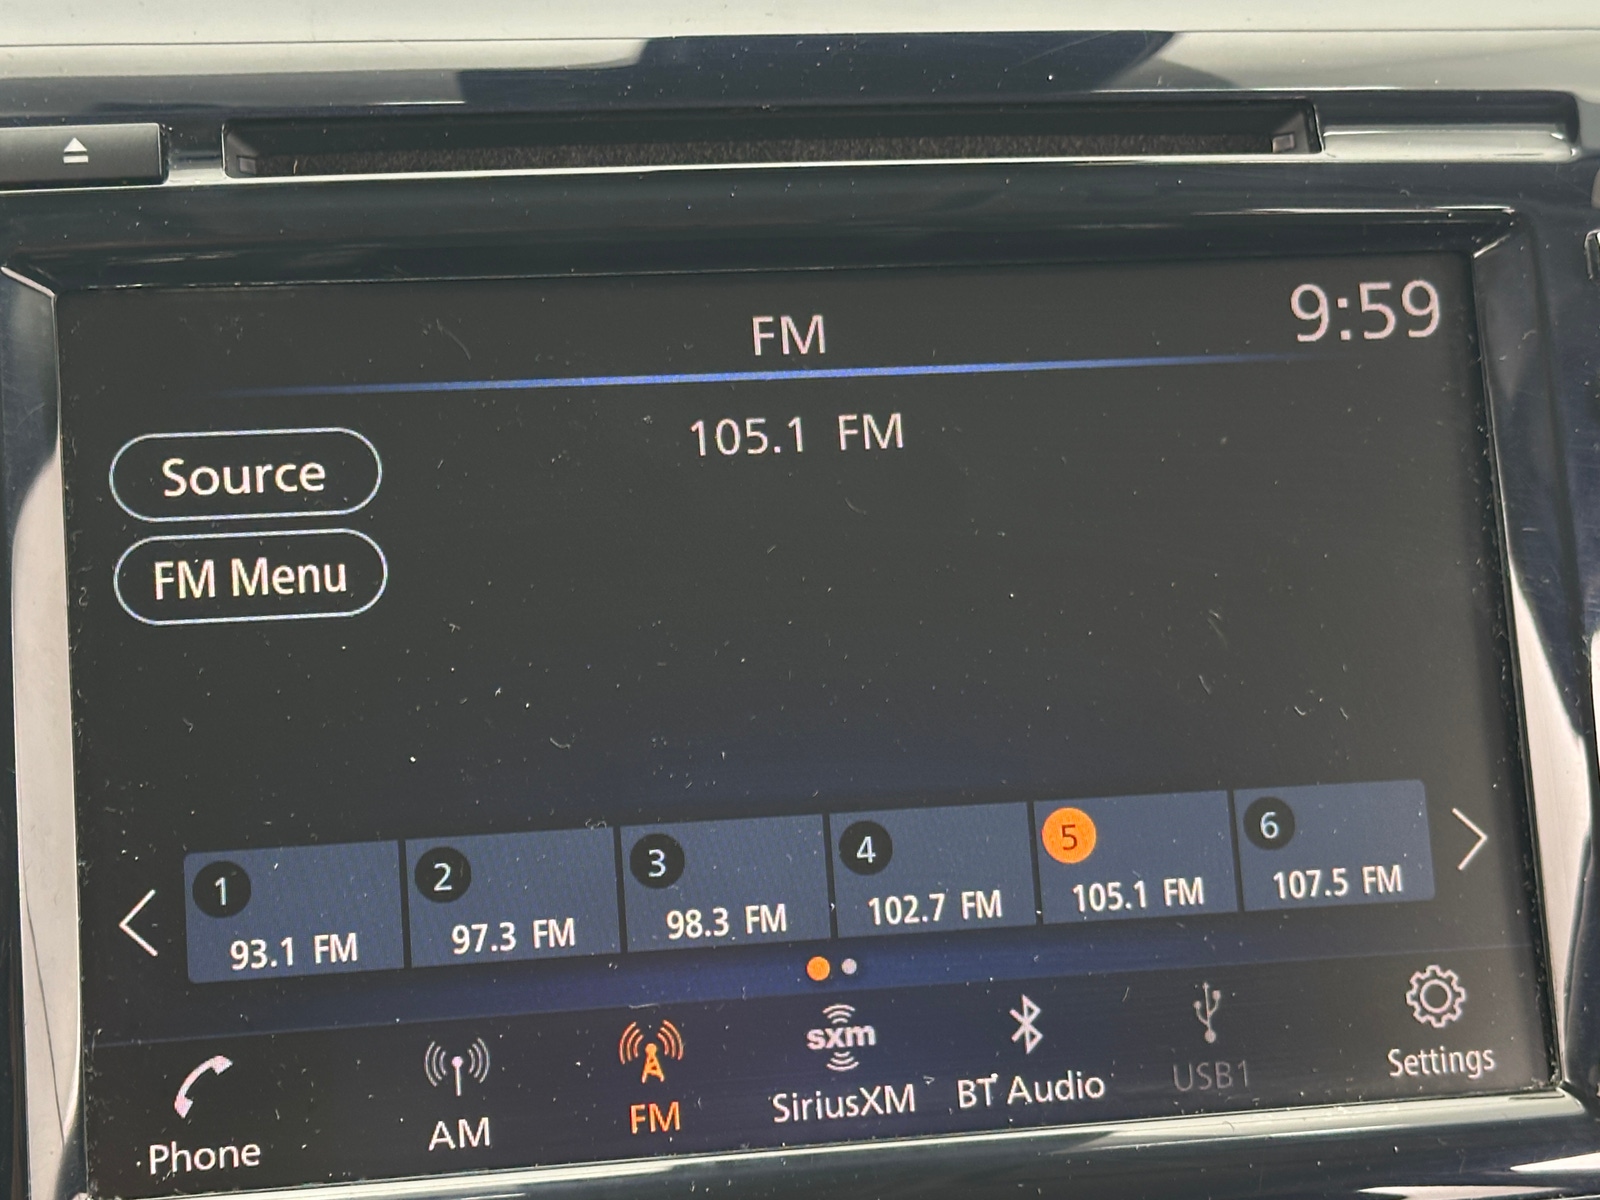 FM
9:59
105.1 FM
Source
FM Menu
1
93.1 FM
2
97.3 FM
3
98.3 FM
4
102.7 FM
5
105.1 FM
6
107.5 FM
Phone
AM
FM
sxm
SiriusXM
BT Audio
USB1
Settings